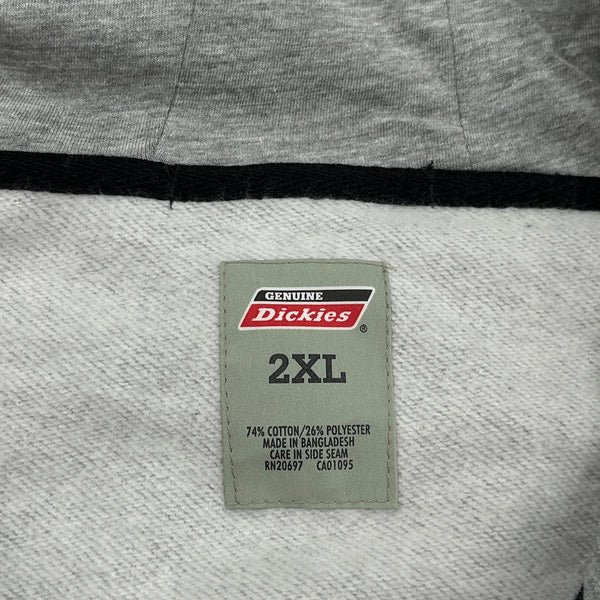 GENUINE
Dickies
®
2XL
74% COTTON/26% POLYESTER
MADE IN BANGLADESH
CARE IN SIDE SEAM
RN20697 CA01095